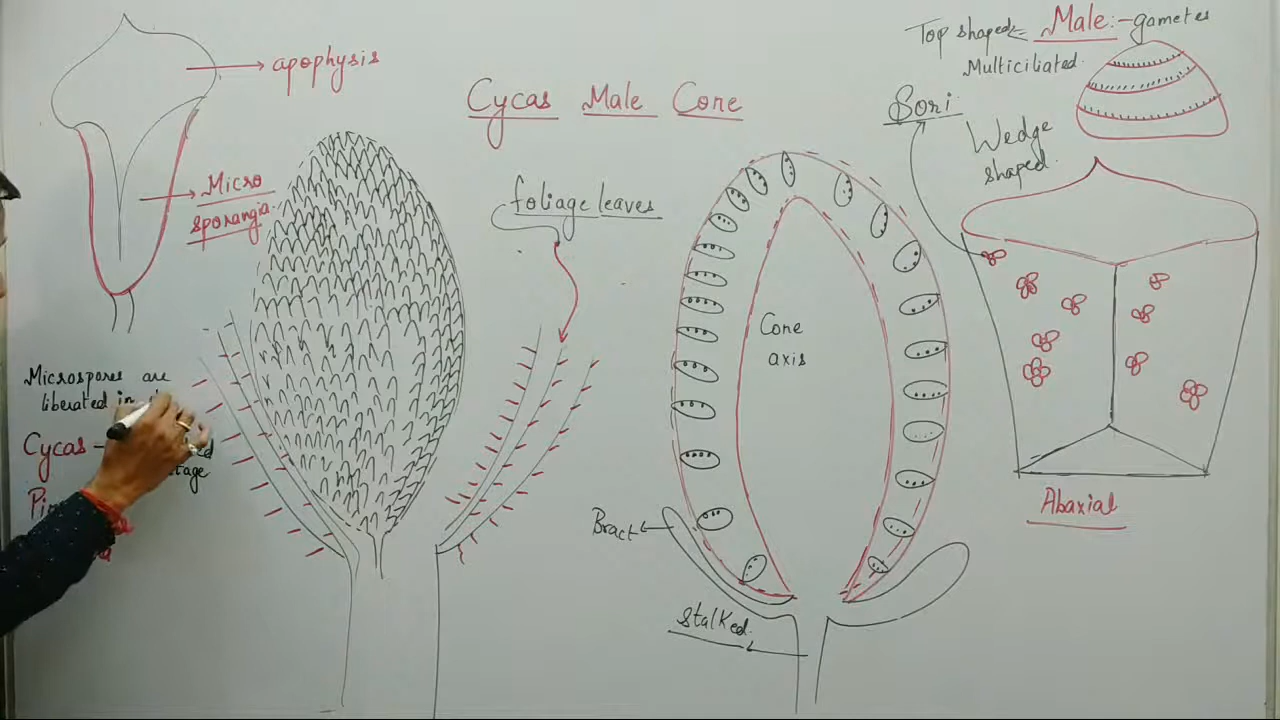 apophysis
Micro
sporangia.
Cycas Male Cone
foliage leaves
Top shaped Male:- gametes
Multiciliated.
Sori
Wedge
shaped.
Cone
axis
Bract
Stalked.
Abaxial
Microspores are
liberated in
Cycas -